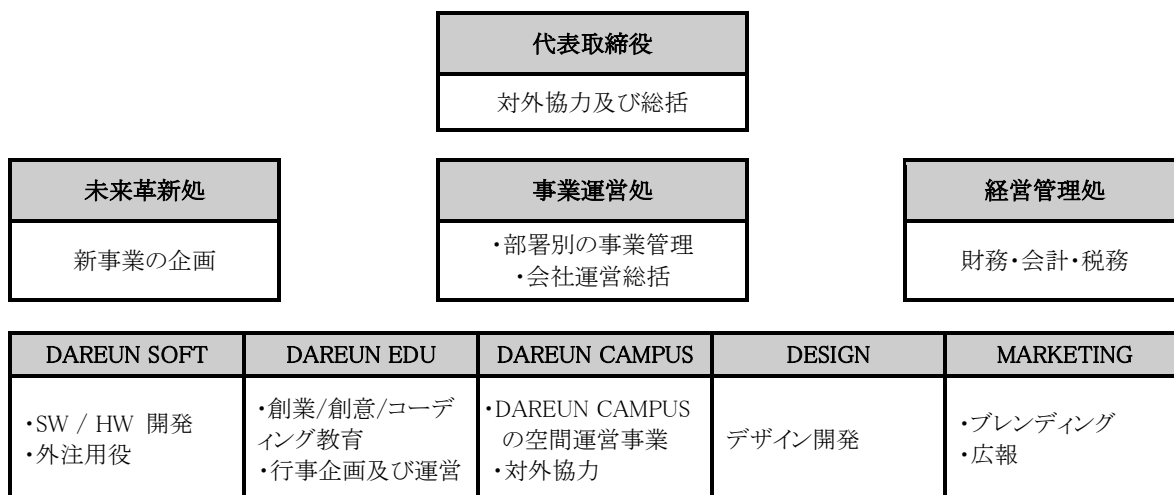 代表取締役
対外協力及び総括
未来革新処
新事業の企画
事業運営処
・部署別の事業管理
・会社運営総括
経営管理処
財務・会計・税務
DAREUN SOFT
・SW / HW 開発
・外注用役
DAREUN EDU
・創業/創意/コーデ
ィング教育
・行事企画及び運営
DAREUN CAMPUS
・DAREUN CAMPUS
の空間運営事業
・対外協力
DESIGN
デザイン開発
MARKETING
・ブレンディング
・広報